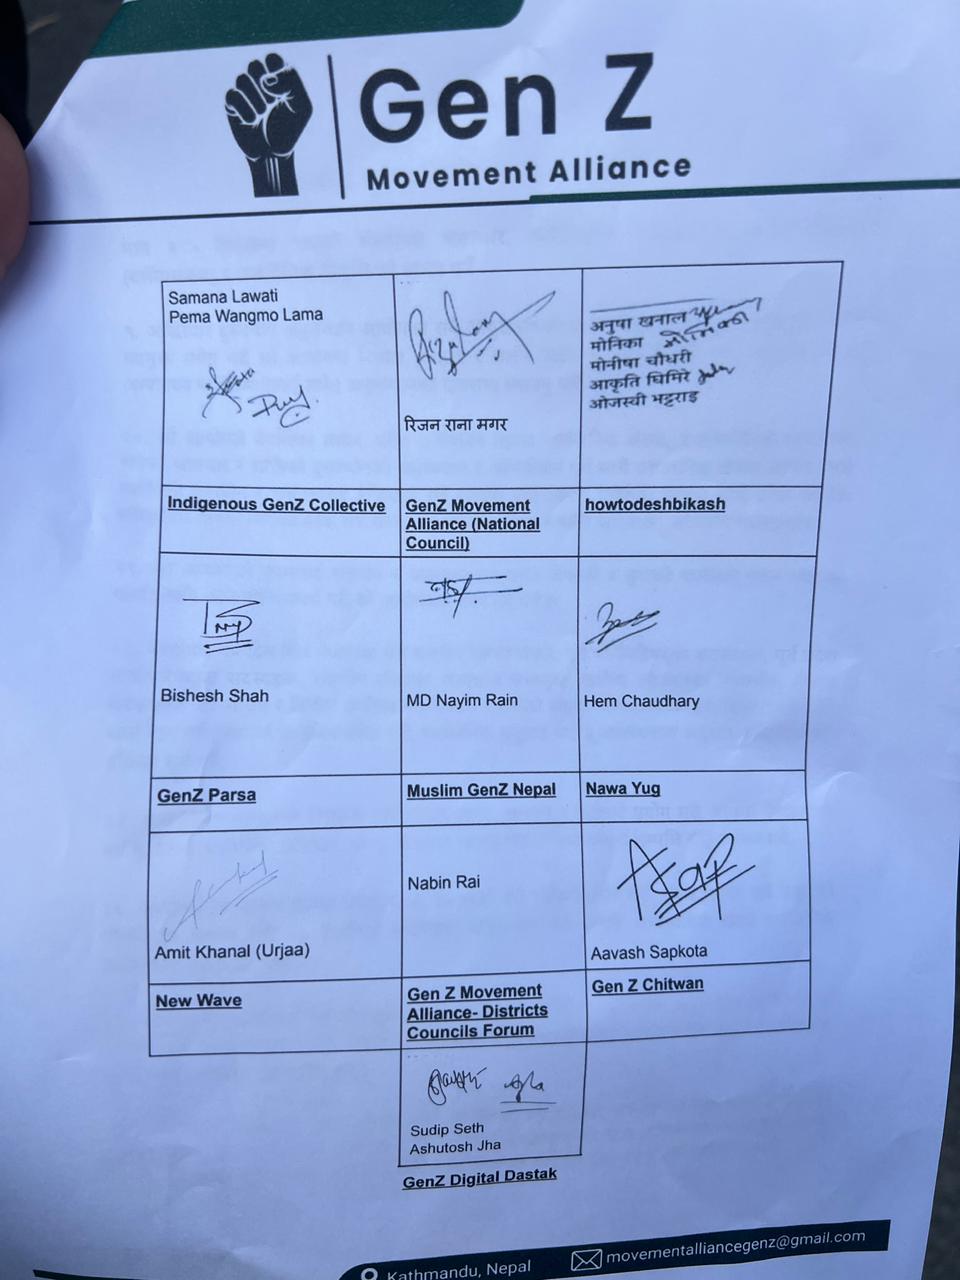 Gen Z
Movement Alliance
Samana Lawati
Pema Wangmo Lama
रिजन राना मगर
अनुषा खनाल
मोनिका मोनिका
मोनीषा चौधरी
आकृति घिमिरे
ओजस्वी भट्टराई
Indigenous GenZ Collective
GenZ Movement
Alliance (National
Council)
howtodeshbikash
Bishesh Shah
MD Nayim Rain
Hem Chaudhary
GenZ Parsa
Muslim GenZ Nepal
Nawa Yug
Amit Khanal (Urjaa)
Nabin Rai
Aavash Sapkota
New Wave
Gen Z Movement
Alliance- Districts
Councils Forum
Gen Z Chitwan
Sudip Seth
Ashutosh Jha
GenZ Digital Dastak
Kathmandu, Nepal
movementalliancegenz@gmail.com